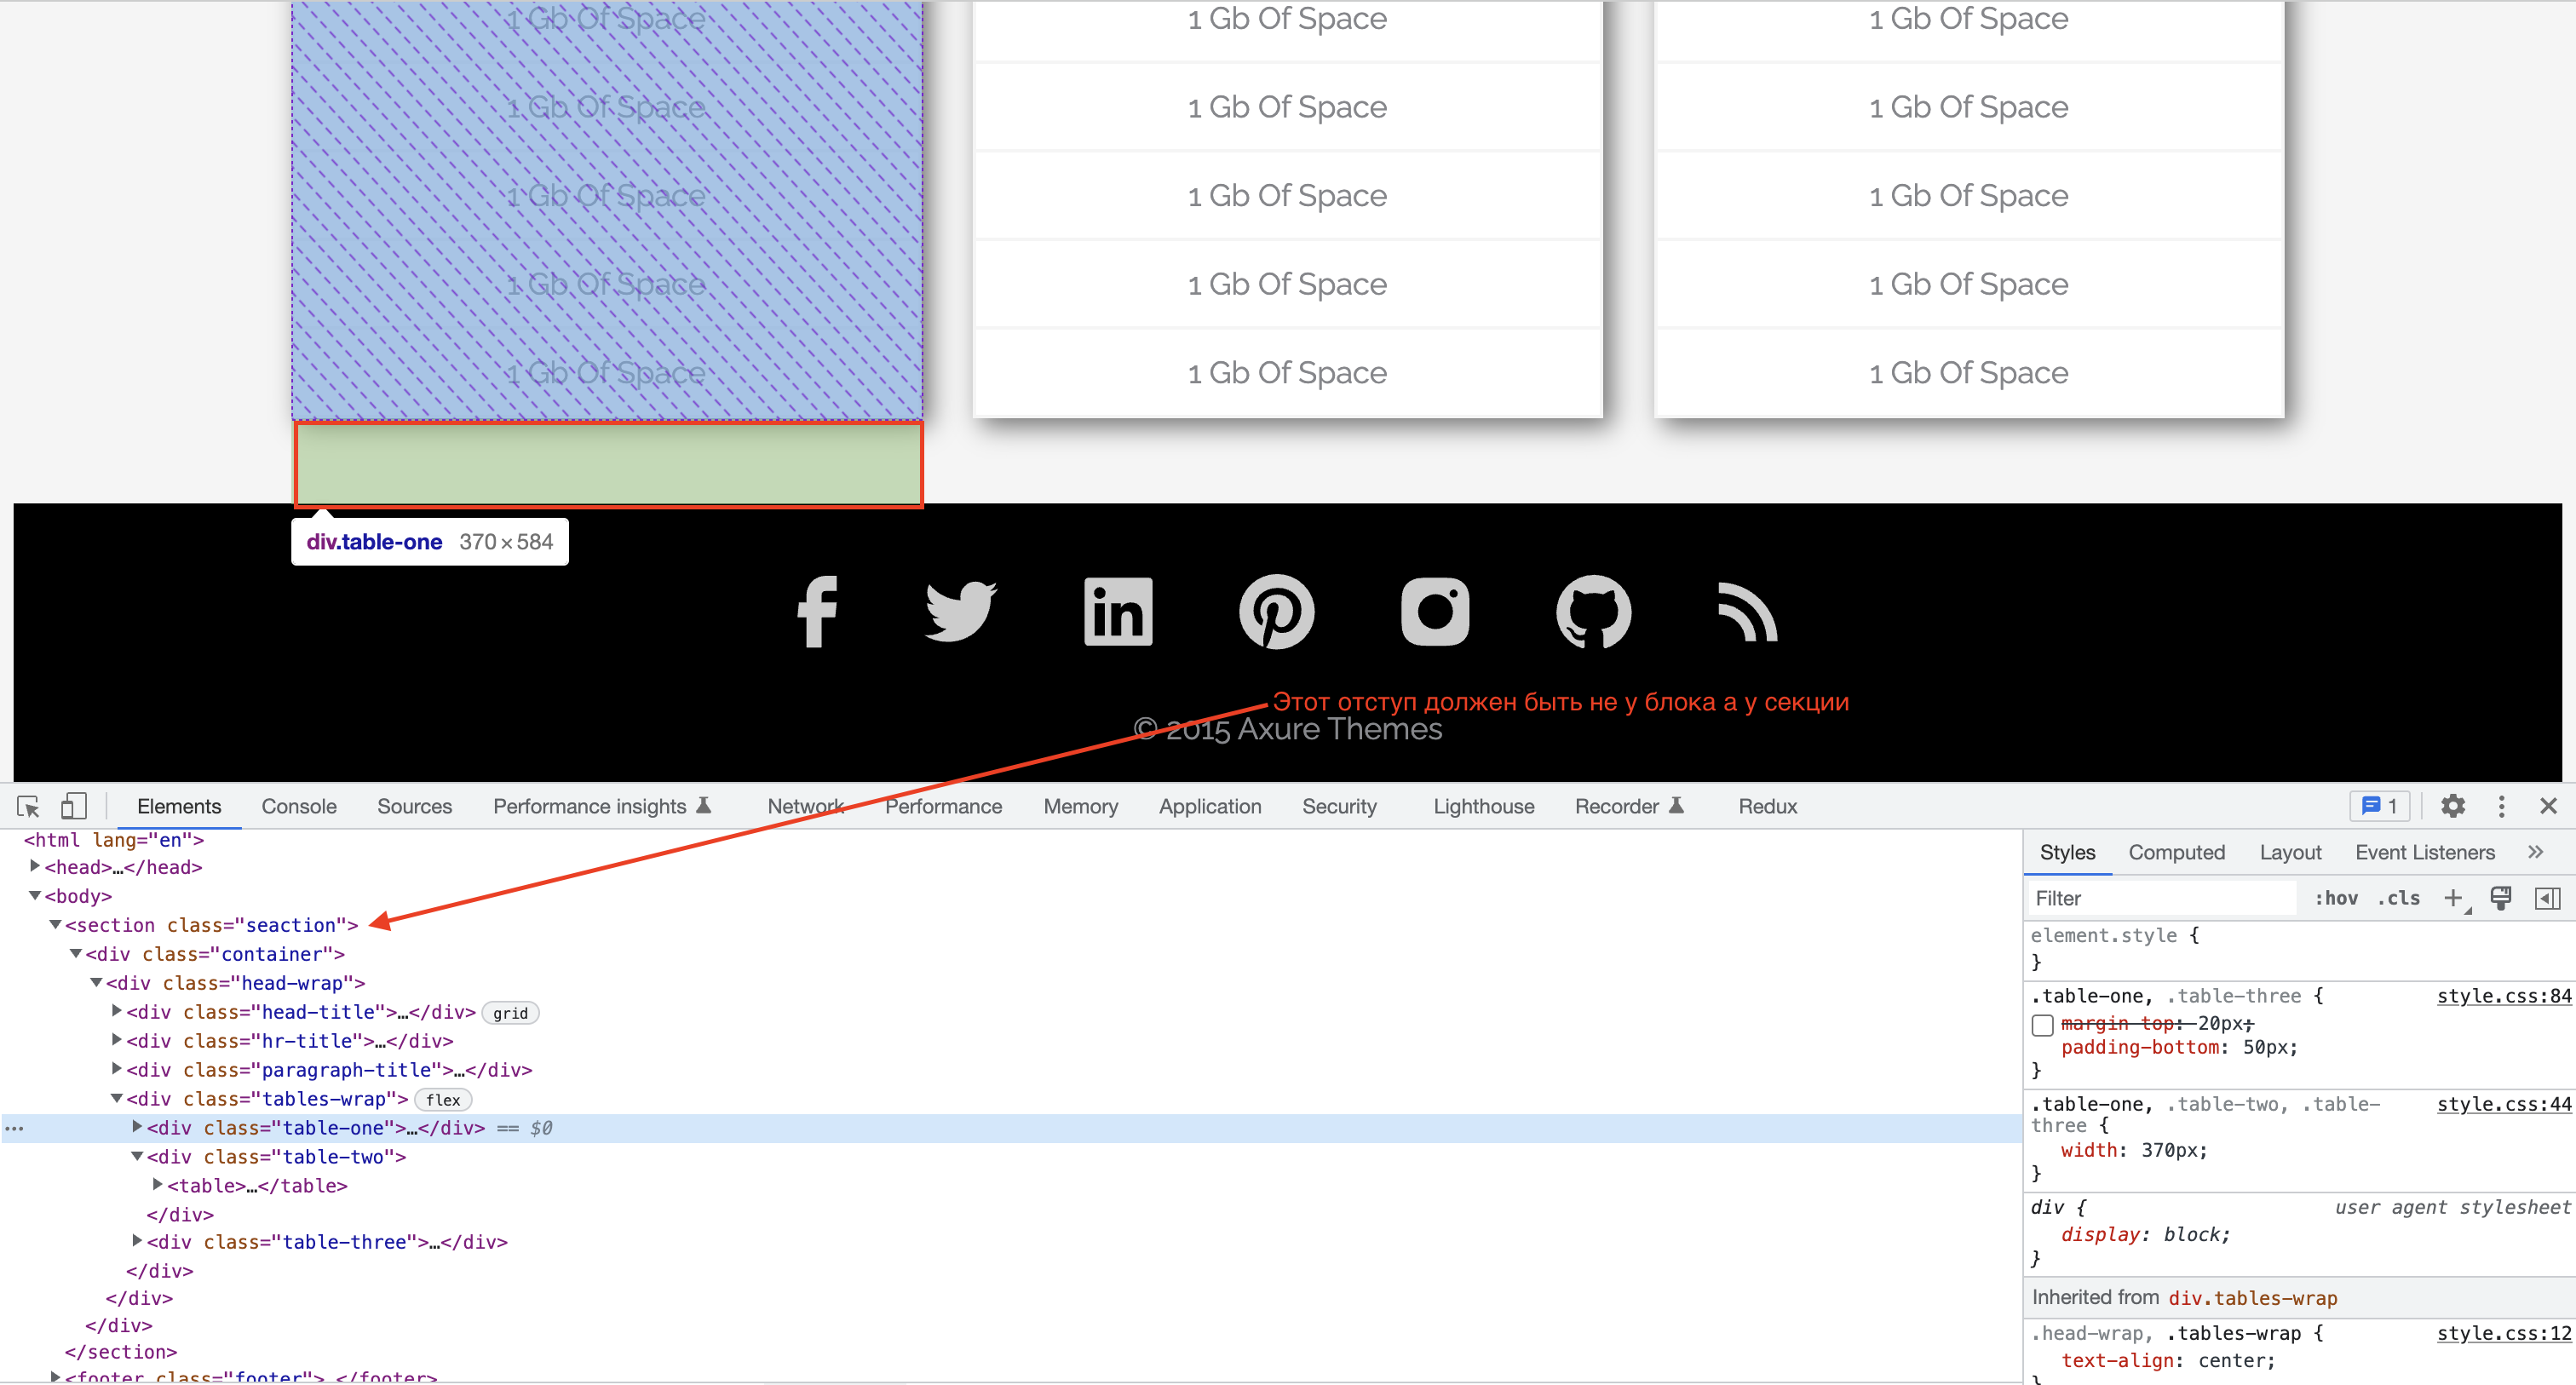 1 Gb Of Space 1 Gb Of Space 1 Gb Of Space
1 Gb Of Space 1 Gb Of Space 1 Gb Of Space
1 Gb Of Space 1 Gb Of Space 1 Gb Of Space
1 Gb Of Space 1 Gb Of Space 1 Gb Of Space
1 Gb Of Space 1 Gb Of Space 1 Gb Of Space
div.table-one 370 × 584
Этот отступ должен быть не у блока а у секции
© 2015 Axure Themes
Elements Console Sources Performance insights Network Performance Memory Application Security Lighthouse Recorder Redux 1
<html lang="en">
<head>…</head>
<body>
<section class="seaction">
<div class="container">
<div class="head-wrap">
<div class="head-title">…</div> grid
<div class="hr-title">…</div>
<div class="paragraph-title">…</div>
<div class="tables-wrap"> flex
… <div class="table-one">…</div> == $0
<div class="table-two">
<table>…</table>
</div>
<div class="table-three">…</div>
</div>
</div>
</div>
</section>
<footer class="footer">…</footer>
Styles Computed Layout Event Listeners »
Filter :hov .cls +
element.style {
}
.table-one, .table-three { style.css:84
margin-top: 20px;
padding-bottom: 50px;
}
.table-one, .table-two, .table- style.css:44
three {
width: 370px;
}
div { user agent stylesheet
display: block;
}
Inherited from div.tables-wrap
.head-wrap, .tables-wrap { style.css:12
text-align: center;
}